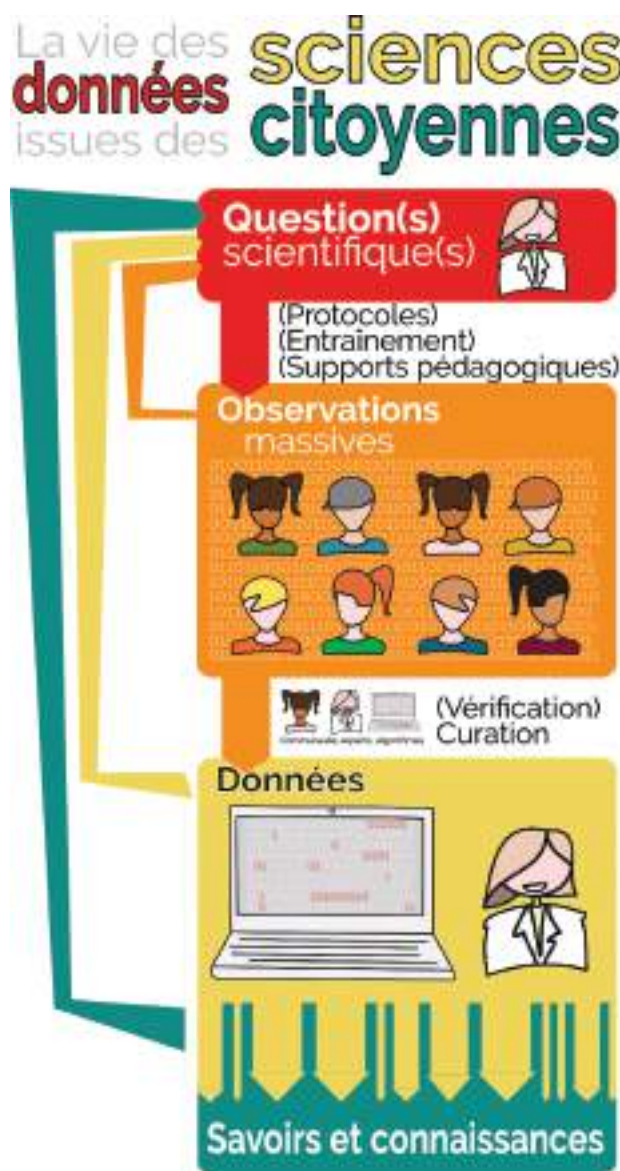 La vie des
données
issues des
sciences
citoyennes
Question(s)
scientifique(s)
(Protocoles)
(Entraînement)
(Supports pédagogiques)
Observations
massives
(Vérification)
Curation
Données
Savoirs et connaissances